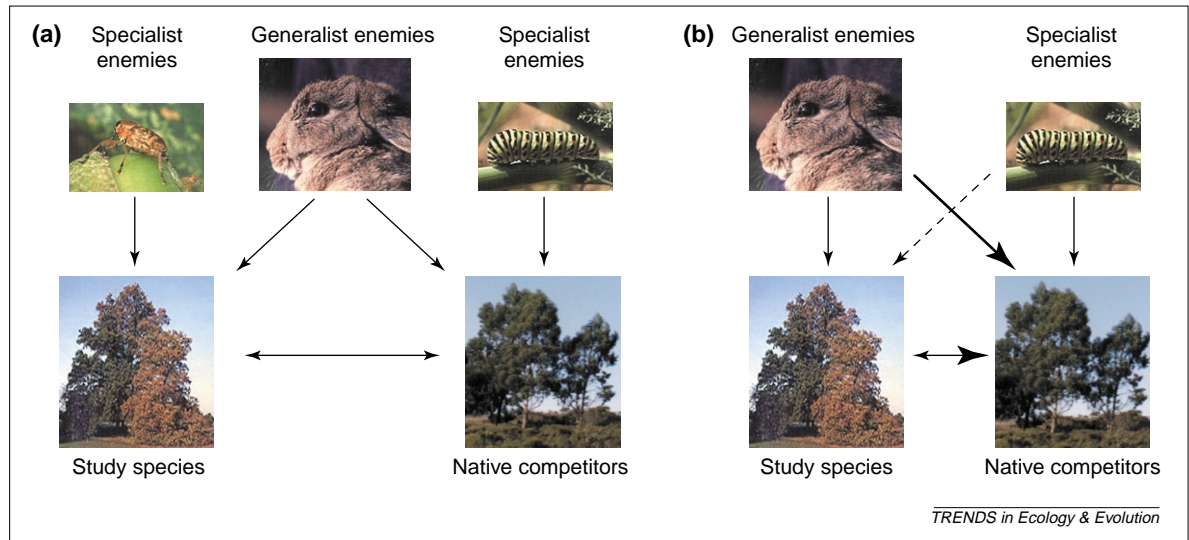 (a)
Specialist
enemies
Generalist enemies
Specialist
enemies
Study species
Native competitors
(b)
Generalist enemies
Specialist
enemies
Study species
Native competitors
TRENDS in Ecology & Evolution